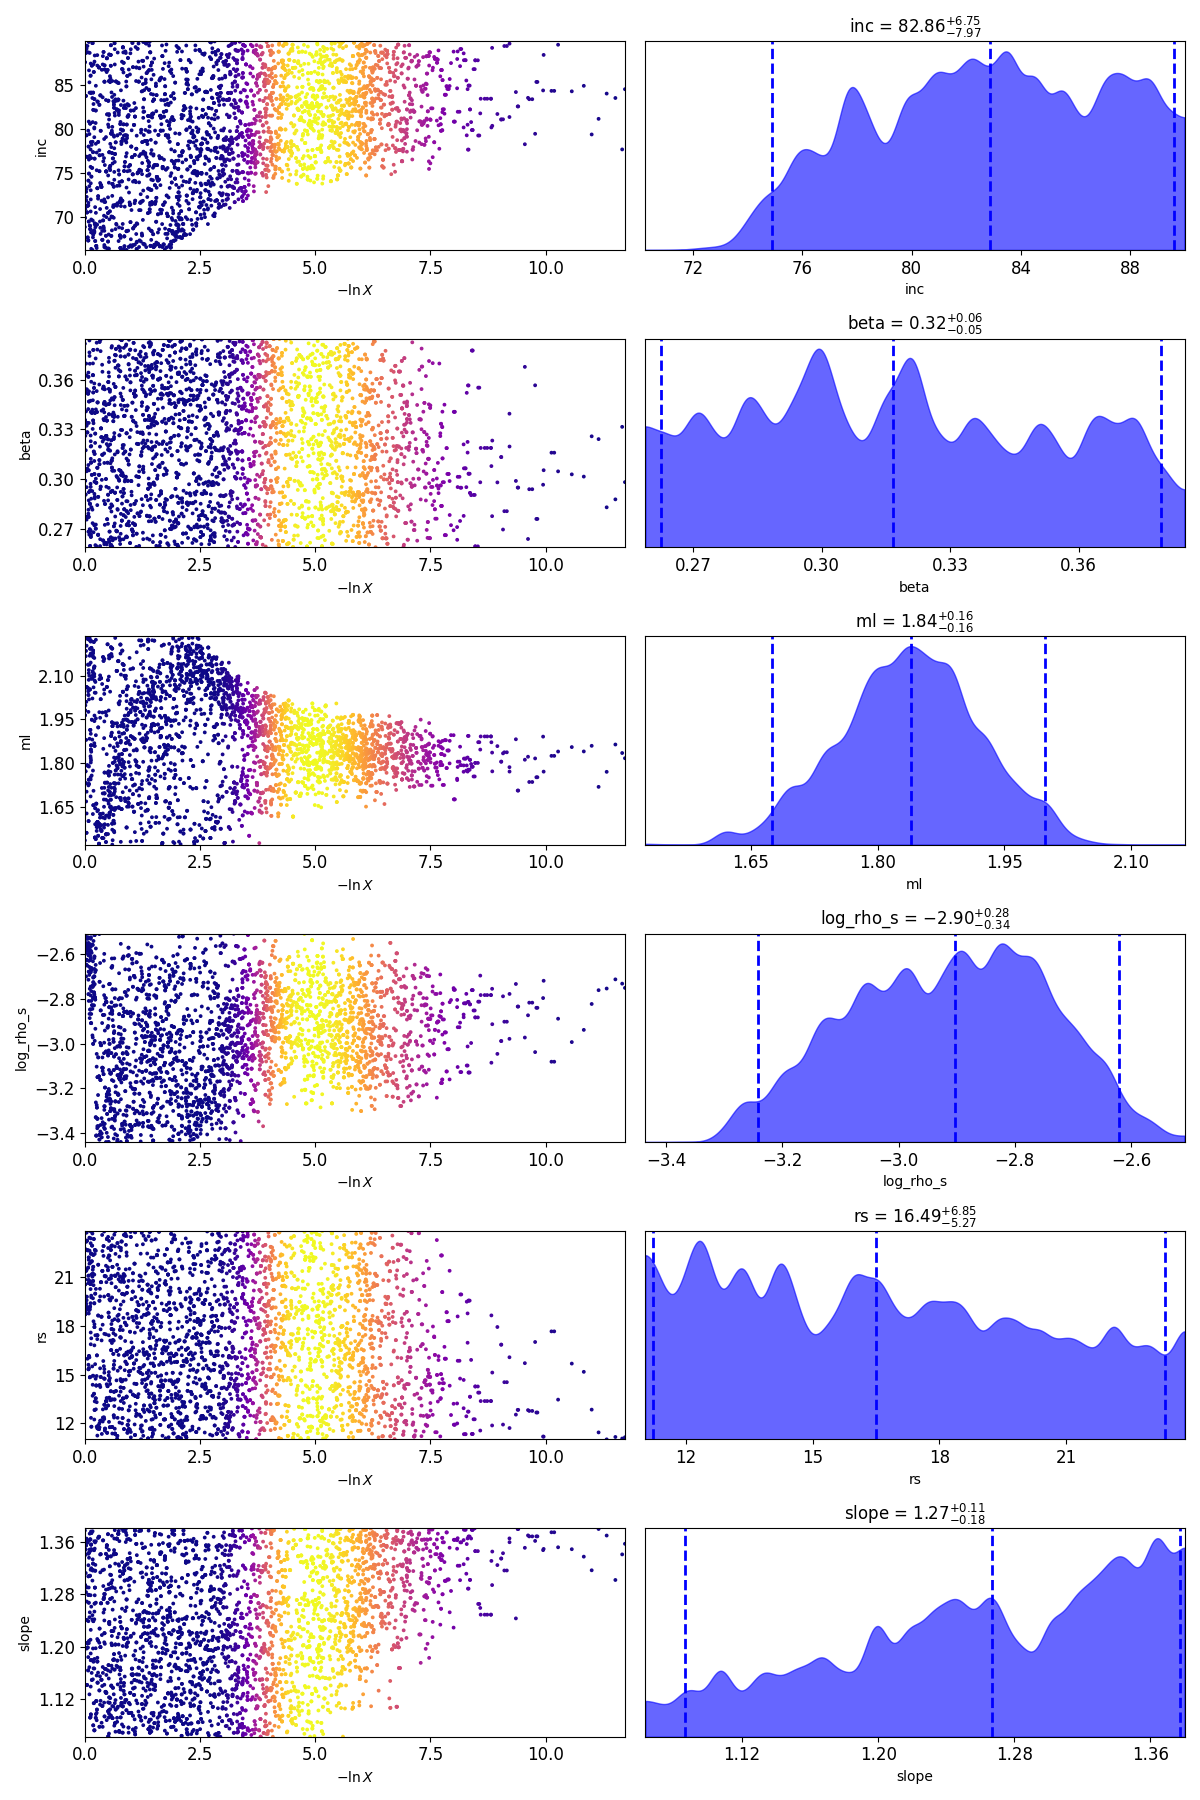 inc = 82.86+6.75−7.97
85
80
75
70
inc
0.0 2.5 5.0 7.5 10.0
−ln X
72 76 80 84 88
inc
beta = 0.32+0.06−0.05
0.36
0.33
0.30
0.27
beta
0.0 2.5 5.0 7.5 10.0
−ln X
0.27 0.30 0.33 0.36
beta
ml = 1.84+0.16−0.16
2.10
1.95
1.80
1.65
ml
0.0 2.5 5.0 7.5 10.0
−ln X
1.65 1.80 1.95 2.10
ml
log_rho_s = −2.90+0.28−0.34
−2.6
−2.8
−3.0
−3.2
−3.4
log_rho_s
0.0 2.5 5.0 7.5 10.0
−ln X
−3.4 −3.2 −3.0 −2.8 −2.6
log_rho_s
rs = 16.49+6.85−5.27
21
18
15
12
rs
0.0 2.5 5.0 7.5 10.0
−ln X
12 15 18 21
rs
slope = 1.27+0.11−0.18
1.36
1.28
1.20
1.12
slope
0.0 2.5 5.0 7.5 10.0
−ln X
1.12 1.20 1.28 1.36
slope